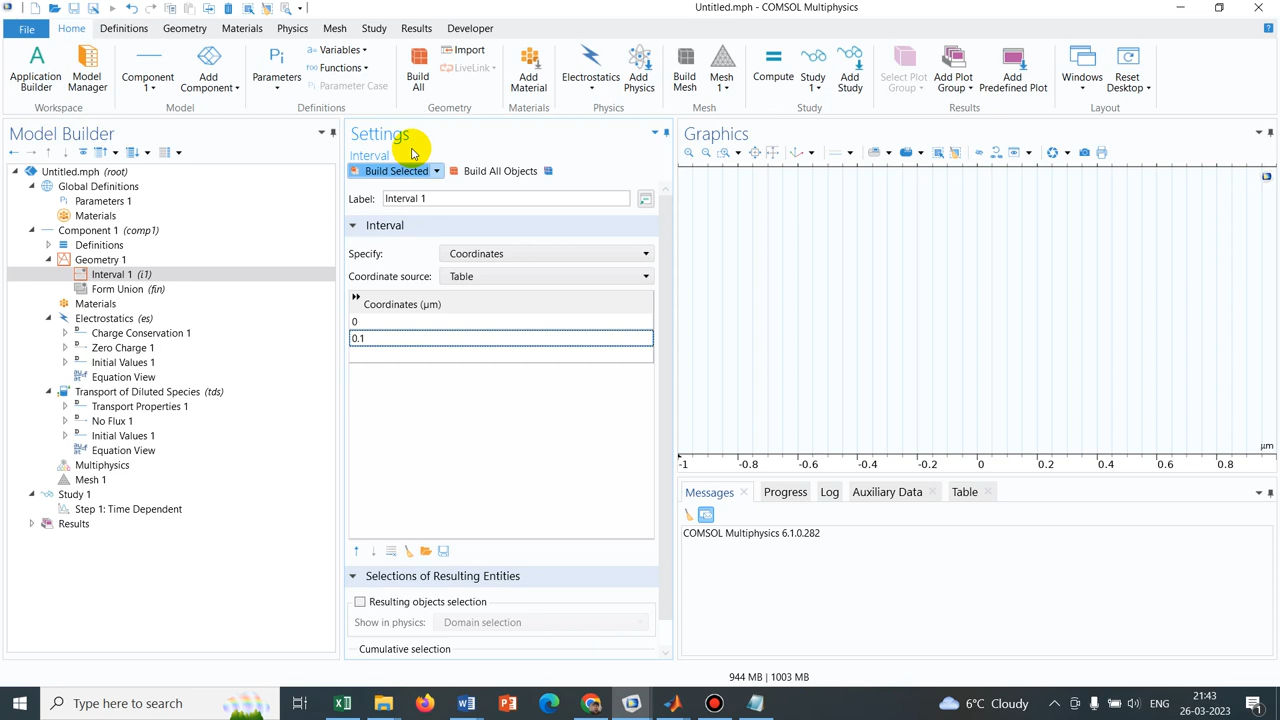 Untitled.mph - COMSOL Multiphysics
File
Home
Definitions
Geometry
Materials
Physics
Mesh
Study
Results
Developer
Application
Builder
Model
Manager
Workspace
Component
1
Add
Component
Model
Pi
Parameters
a= Variables
f(x) Functions
Parameter Case
Definitions
Build
All
Import
LiveLink
Geometry
Add
Material
Materials
Electrostatics
Add
Physics
Physics
Build
Mesh
Mesh
1
Mesh
Compute
Study
1
Add
Study
Study
Select Plot
Group
Add Plot
Group
Add
Predefined Plot
Results
Windows
Reset
Desktop
Layout
Model Builder
Untitled.mph (root)
Global Definitions
Pi Parameters 1
Materials
Component 1 (comp1)
Definitions
Geometry 1
Interval 1 (i1)
Form Union (fin)
Materials
Electrostatics (es)
Charge Conservation 1
Zero Charge 1
Initial Values 1
Equation View
Transport of Diluted Species (tds)
Transport Properties 1
No Flux 1
Initial Values 1
Equation View
Multiphysics
Mesh 1
Study 1
Step 1: Time Dependent
Results
Settings
Interval
Build Selected
Build All Objects
Label: Interval 1
Interval
Specify: Coordinates
Coordinate source: Table
Coordinates (µm)
0
0.1
Selections of Resulting Entities
Resulting objects selection
Show in physics: Domain selection
Cumulative selection
Graphics
µm
-1 -0.8 -0.6 -0.4 -0.2 0 0.2 0.4 0.6 0.8
Messages
Progress
Log
Auxiliary Data
Table
COMSOL Multiphysics 6.1.0.282
944 MB | 1003 MB
Type here to search
6°C Cloudy
ENG
21:43
26-03-2023